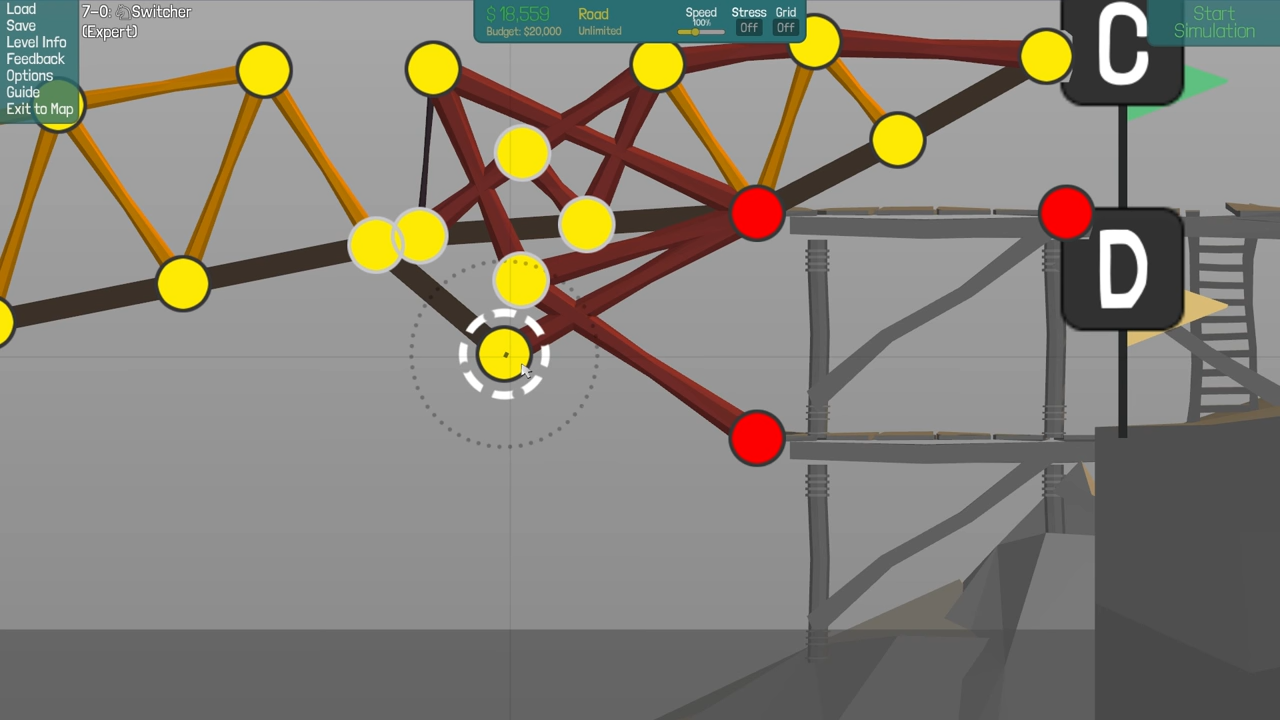 Load
Save
Level Info
Feedback
Options
Guide
Exit to Map
7-0: Switcher
(Expert)
$ 18,559
Budget: $20,000
Road
Unlimited
Speed
100%
Stress
Off
Grid
Off
Start
Simulation
C
D